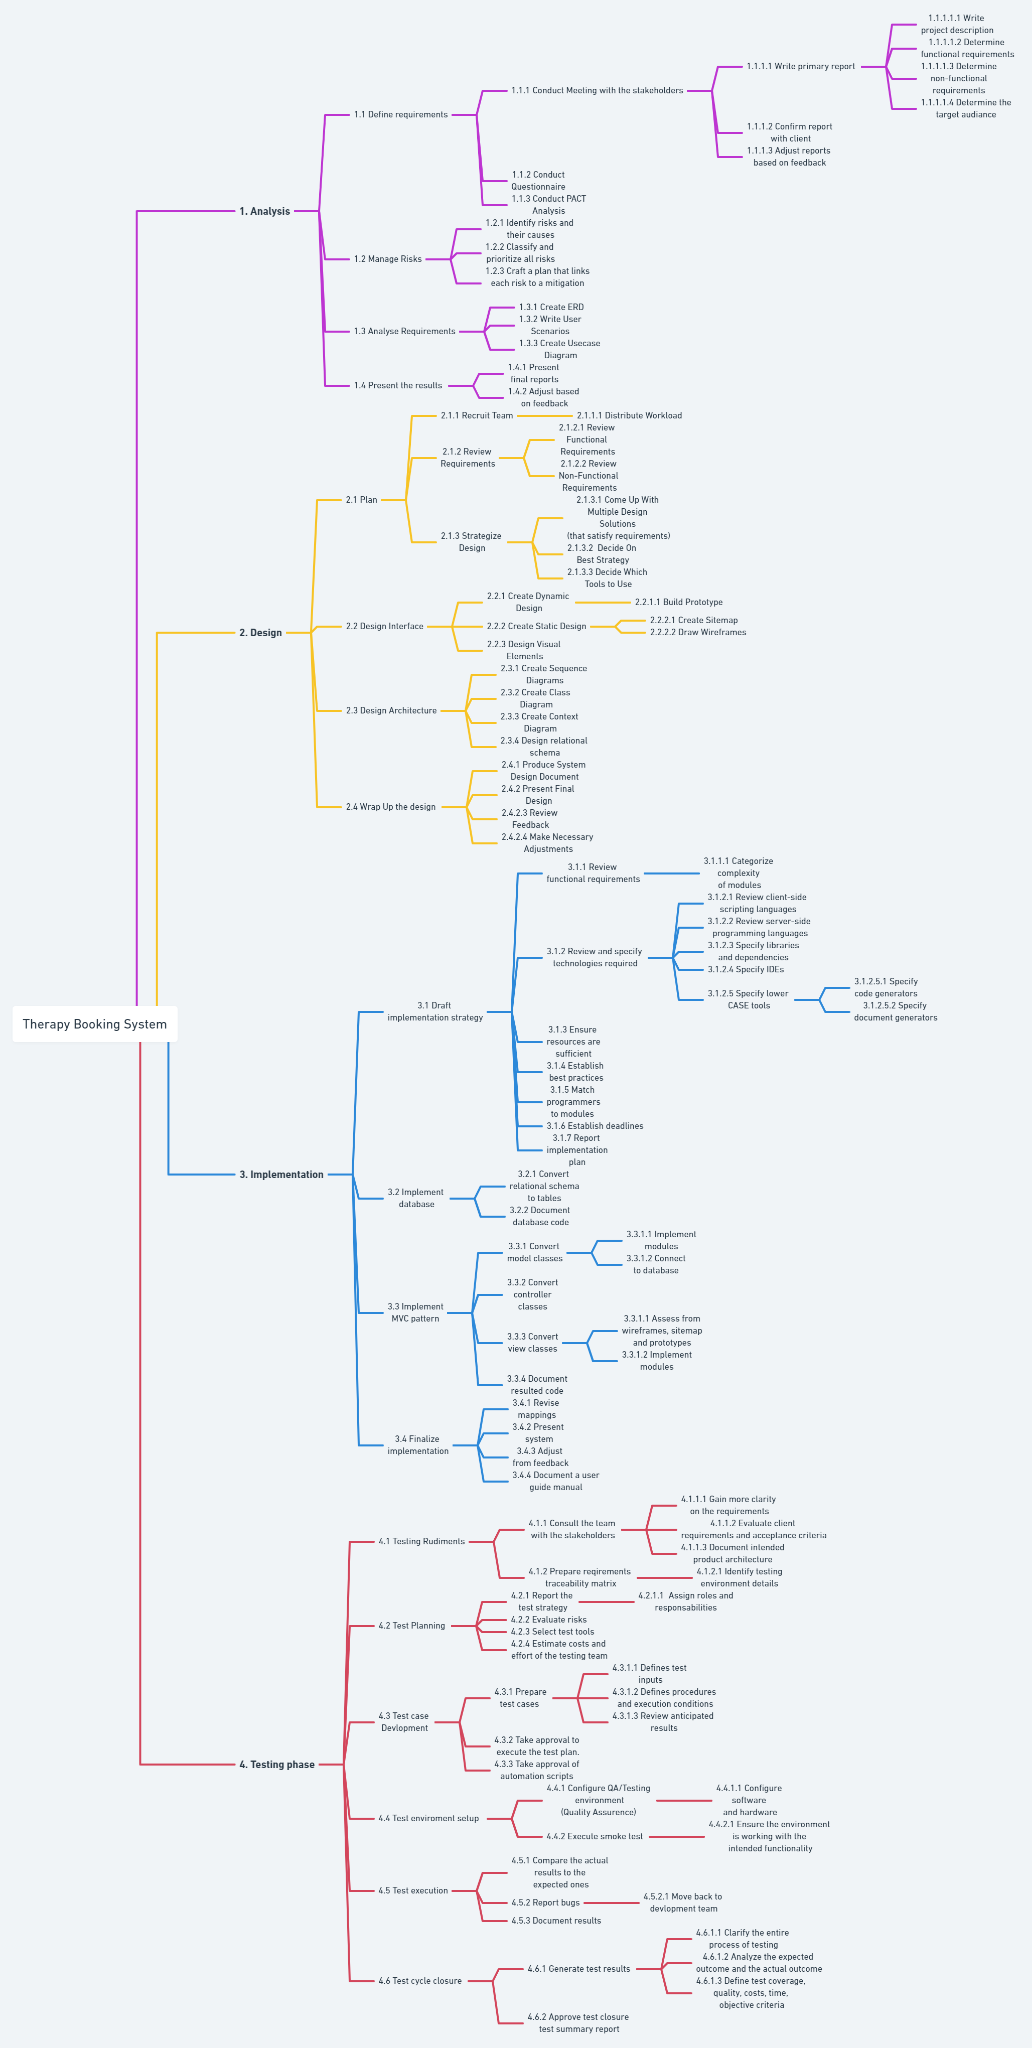 Therapy Booking System
1. Analysis
1.1 Define requirements
1.1.1 Conduct Meeting with the stakeholders
1.1.1.1 Write primary report
1.1.1.1.1 Write
project description
1.1.1.1.2 Determine
functional requirements
1.1.1.1.3 Determine
non-functional
requirements
1.1.1.1.4 Determine the
target audiance
1.1.1.2 Confirm report
with client
1.1.1.3 Adjust reports
based on feedback
1.1.2 Conduct
Questionnaire
1.1.3 Conduct PACT
Analysis
1.2 Manage Risks
1.2.1 Identify risks and
their causes
1.2.2 Classify and
prioritize all risks
1.2.3 Craft a plan that links
each risk to a mitigation
1.3 Analyse Requirements
1.3.1 Create ERD
1.3.2 Write User
Scenarios
1.3.3 Create Usecase
Diagram
1.4 Present the results
1.4.1 Present
final reports
1.4.2 Adjust based
on feedback
2. Design
2.1 Plan
2.1.1 Recruit Team
2.1.1.1 Distribute Workload
2.1.2 Review
Requirements
2.1.2.1 Review
Functional
Requirements
2.1.2.2 Review
Non-Functional
Requirements
2.1.3 Strategize
Design
2.1.3.1 Come Up With
Multiple Design
Solutions
(that satisfy requirements)
2.1.3.2 Decide On
Best Strategy
2.1.3.3 Decide Which
Tools to Use
2.2 Design Interface
2.2.1 Create Dynamic
Design
2.2.1.1 Build Prototype
2.2.2 Create Static Design
2.2.2.1 Create Sitemap
2.2.2.2 Draw Wireframes
2.2.3 Design Visual
Elements
2.3 Design Architecture
2.3.1 Create Sequence
Diagrams
2.3.2 Create Class
Diagram
2.3.3 Create Context
Diagram
2.3.4 Design relational
schema
2.4 Wrap Up the design
2.4.1 Produce System
Design Document
2.4.2 Present Final
Design
2.4.2.3 Review
Feedback
2.4.2.4 Make Necessary
Adjustments
3. Implementation
3.1 Draft
implementation strategy
3.1.1 Review
functional requirements
3.1.1.1 Categorize
complexity
of modules
3.1.2 Review and specify
technologies required
3.1.2.1 Review client-side
scripting languages
3.1.2.2 Review server-side
programming languages
3.1.2.3 Specify libraries
and dependencies
3.1.2.4 Specify IDEs
3.1.2.5 Specify lower
CASE tools
3.1.2.5.1 Specify
code generators
3.1.2.5.2 Specify
document generators
3.1.3 Ensure
resources are
sufficient
3.1.4 Establish
best practices
3.1.5 Match
programmers
to modules
3.1.6 Establish deadlines
3.1.7 Report
implementation
plan
3.2 Implement
database
3.2.1 Convert
relational schema
to tables
3.2.2 Document
database code
3.3 Implement
MVC pattern
3.3.1 Convert
model classes
3.3.1.1 Implement
modules
3.3.1.2 Connect
to database
3.3.2 Convert
controller
classes
3.3.3 Convert
view classes
3.3.1.1 Assess from
wireframes, sitemap
and prototypes
3.3.1.2 Implement
modules
3.3.4 Document
resulted code
3.4 Finalize
implementation
3.4.1 Revise
mappings
3.4.2 Present
system
3.4.3 Adjust
from feedback
3.4.4 Document a user
guide manual
4. Testing phase
4.1 Testing Rudiments
4.1.1 Consult the team
with the stakeholders
4.1.1.1 Gain more clarity
on the requirements
4.1.1.2 Evaluate client
requirements and acceptance criteria
4.1.1.3 Document intended
product architecture
4.1.2 Prepare reqirements
traceability matrix
4.1.2.1 Identify testing
environment details
4.2 Test Planning
4.2.1 Report the
test strategy
4.2.1.1 Assign roles and
responsabilities
4.2.2 Evaluate risks
4.2.3 Select test tools
4.2.4 Estimate costs and
effort of the testing team
4.3 Test case
Devlopment
4.3.1 Prepare
test cases
4.3.1.1 Defines test
inputs
4.3.1.2 Defines procedures
and execution conditions
4.3.1.3 Review anticipated
results
4.3.2 Take approval to
execute the test plan.
4.3.3 Take approval of
automation scripts
4.4 Test enviroment setup
4.4.1 Configure QA/Testing
environment
(Quality Assurence)
4.4.1.1 Configure
software
and hardware
4.4.2 Execute smoke test
4.4.2.1 Ensure the environment
is working with the
intended functionality
4.5 Test execution
4.5.1 Compare the actual
results to the
expected ones
4.5.2 Report bugs
4.5.2.1 Move back to
devlopment team
4.5.3 Document results
4.6 Test cycle closure
4.6.1 Generate test results
4.6.1.1 Clarify the entire
process of testing
4.6.1.2 Analyze the expected
outcome and the actual outcome
4.6.1.3 Define test coverage,
quality, costs, time,
objective criteria
4.6.2 Approve test closure
test summary report